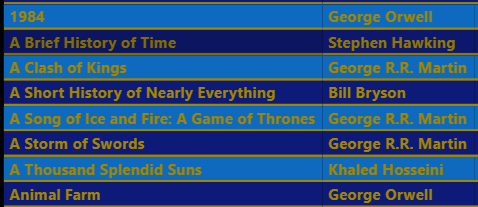 1984 George Orwell
A Brief History of Time Stephen Hawking
A Clash of Kings George R.R. Martin
A Short History of Nearly Everything Bill Bryson
A Song of Ice and Fire: A Game of Thrones George R.R. Martin
A Storm of Swords George R.R. Martin
A Thousand Splendid Suns Khaled Hosseini
Animal Farm George Orwell